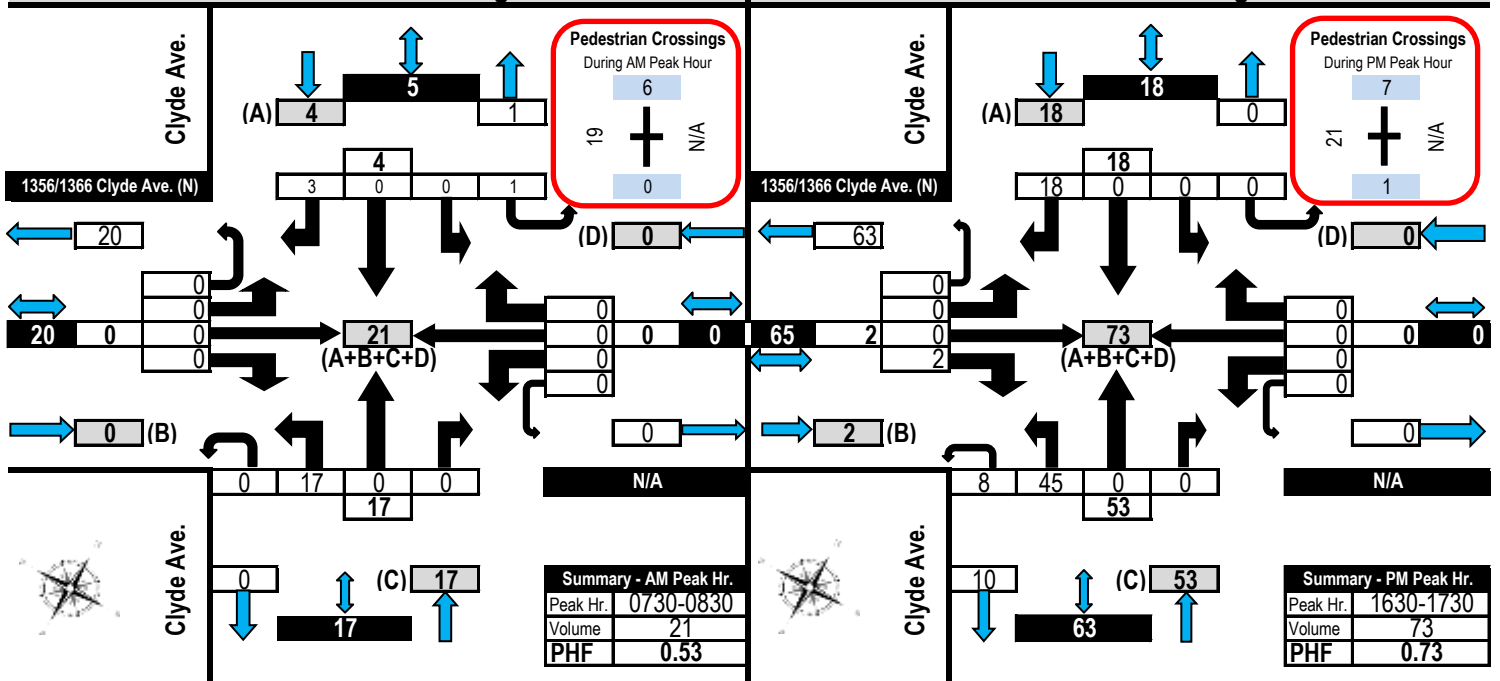 Clyde Ave.
(A) 4
5
1
Pedestrian Crossings
During AM Peak Hour
6
19
N/A
0
1356/1366 Clyde Ave. (N)
4
3 0 0 1
20
(D) 0
0
0
20 0 0
0
21
(A+B+C+D)
0
0
0 0 0
0
0
0 (B)
0
0 17 0 0
17
N/A
Clyde Ave.
0
17
(C) 17
Summary - AM Peak Hr.
Peak Hr. 0730-0830
Volume 21
PHF 0.53
Clyde Ave.
(A) 18
18
0
Pedestrian Crossings
During PM Peak Hour
7
21
N/A
1
1356/1366 Clyde Ave. (N)
18
18 0 0 0
63
(D) 0
0
0
65 2 0
2
73
(A+B+C+D)
0
0
0 0 0
0
0
2 (B)
0
8 45 0 0
53
N/A
Clyde Ave.
10
63
(C) 53
Summary - PM Peak Hr.
Peak Hr. 1630-1730
Volume 73
PHF 0.73